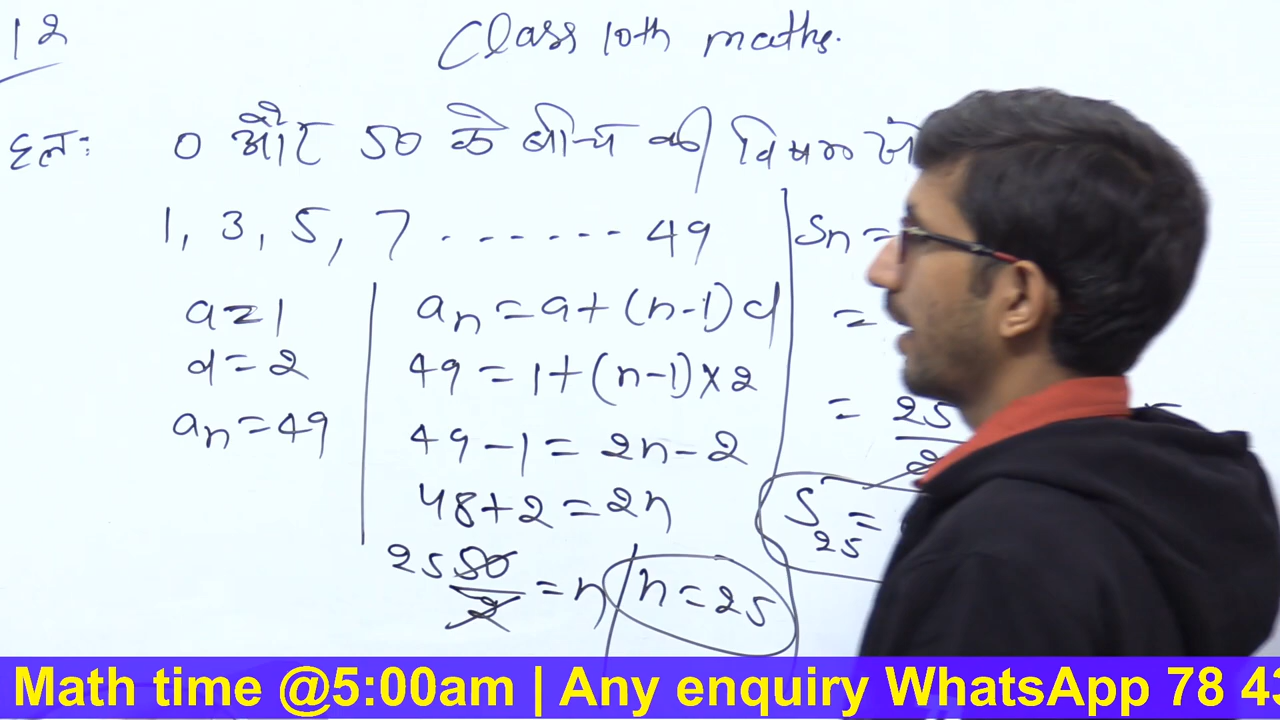 12
Class 10th maths.
हलः 0 और 50 के बीच की विषम
1, 3, 5, 7 ....... 49
a=1
d=2
an=49
an=a+(n-1)d
49=1+(n-1)×2
49-1=2n-2
48+2=2n
25 50/2=n
n=25
Sn=
=
= 25/2
S25=
Math time @5:00am | Any enquiry WhatsApp 78